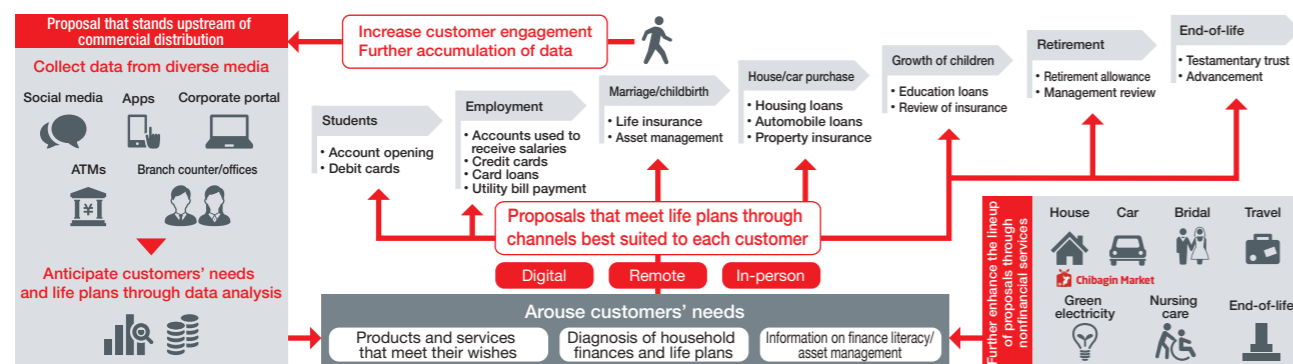 Proposal that stands upstream of
commercial distribution
Collect data from diverse media
Social media
Apps
Corporate portal
ATMs
Branch counter/offices
¥
Anticipate customers' needs
and life plans through data analysis
Increase customer engagement
Further accumulation of data
Students
• Account opening
• Debit cards
Employment
• Accounts used to
receive salaries
• Credit cards
• Card loans
• Utility bill payment
Marriage/childbirth
• Life insurance
• Asset management
House/car purchase
• Housing loans
• Automobile loans
• Property insurance
Growth of children
• Education loans
• Review of insurance
Retirement
• Retirement allowance
• Management review
End-of-life
• Testamentary trust
• Advancement
Proposals that meet life plans through
channels best suited to each customer
Digital
Remote
In-person
Arouse customers' needs
Products and services
that meet their wishes
Diagnosis of household
finances and life plans
Information on finance literacy/
asset management
Further enhance the lineup
of proposals through
nonfinancial services
House
Car
Bridal
Travel
Chibagin Market
Green
electricity
Nursing
care
End-of-life